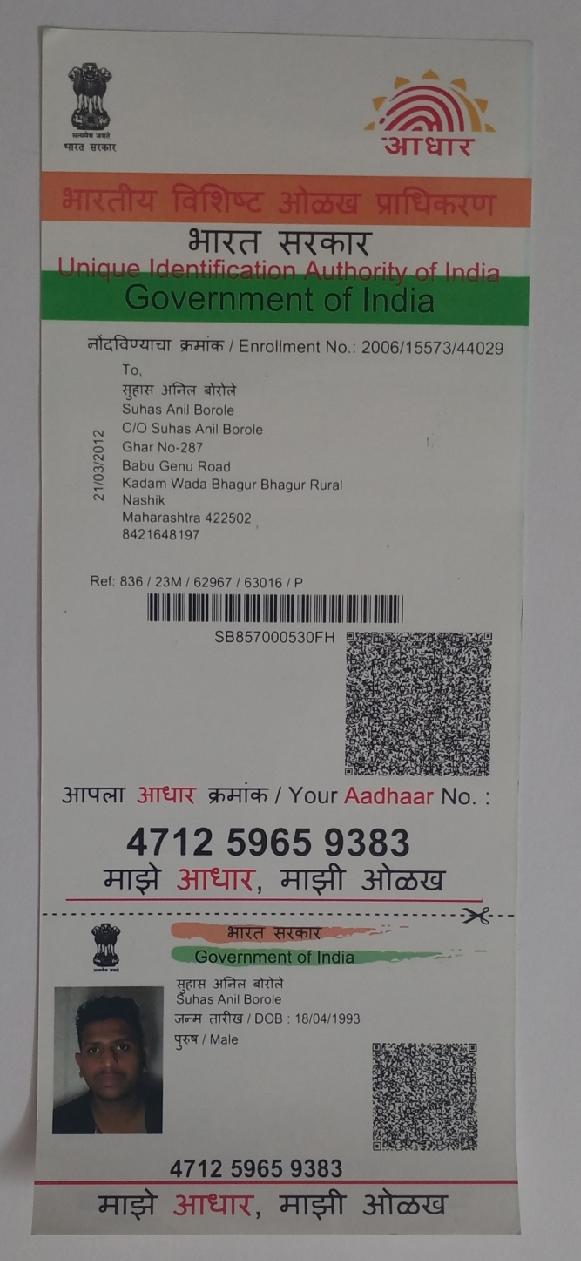 सत्यमेव जयते
भारत सरकार
आधार
भारतीय विशिष्ट ओळख प्राधिकरण
भारत सरकार
Unique Identification Authority of India
Government of India
नोंदविण्याचा क्रमांक / Enrollment No.: 2006/15573/44029
To,
सुहास अनिल बोरोले
Suhas Anil Borole
C/O Suhas Anil Borole
Ghar No-287
Babu Genu Road
Kadam Wada Bhagur Bhagur Rural
Nashik
Maharashtra 422502
8421648197
21/03/2012
Ref: 836 / 23M / 62967 / 63016 / P
SB857000530FH
आपला आधार क्रमांक / Your Aadhaar No. :
4712 5965 9383
माझे आधार, माझी ओळख
भारत सरकार
Government of India
सुहास अनिल बोरोले
Suhas Anil Borole
जन्म तारीख / DOB : 18/04/1993
पुरुष / Male
4712 5965 9383
माझे आधार, माझी ओळख